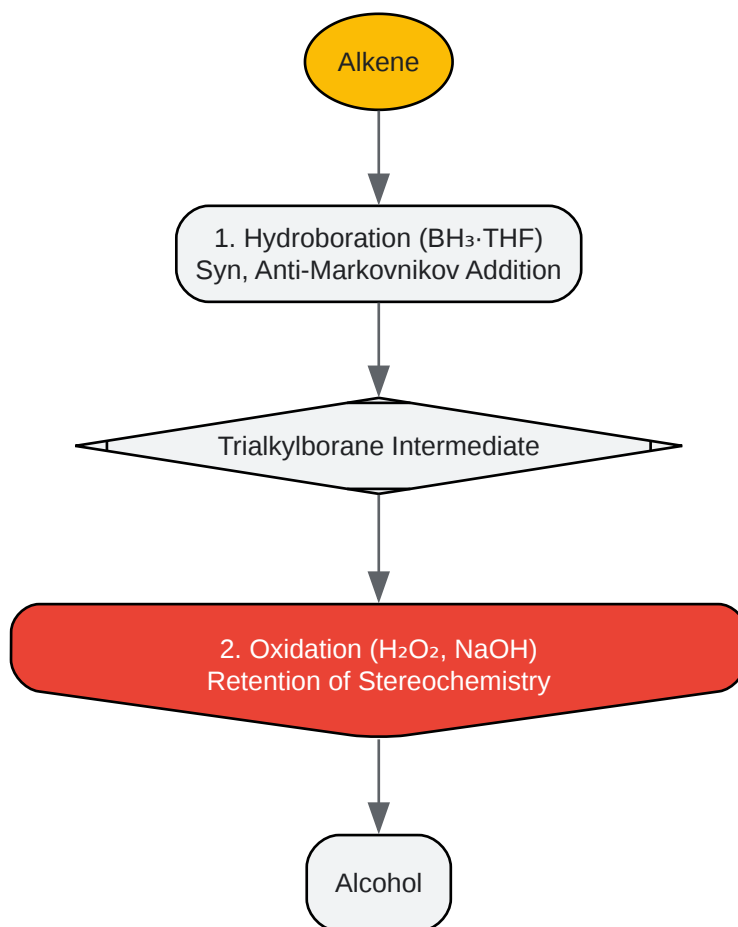 Alkene
1. Hydroboration (BH₃·THF)
Syn, Anti-Markovnikov Addition
Trialkylborane Intermediate
2. Oxidation (H₂O₂, NaOH)
Retention of Stereochemistry
Alcohol